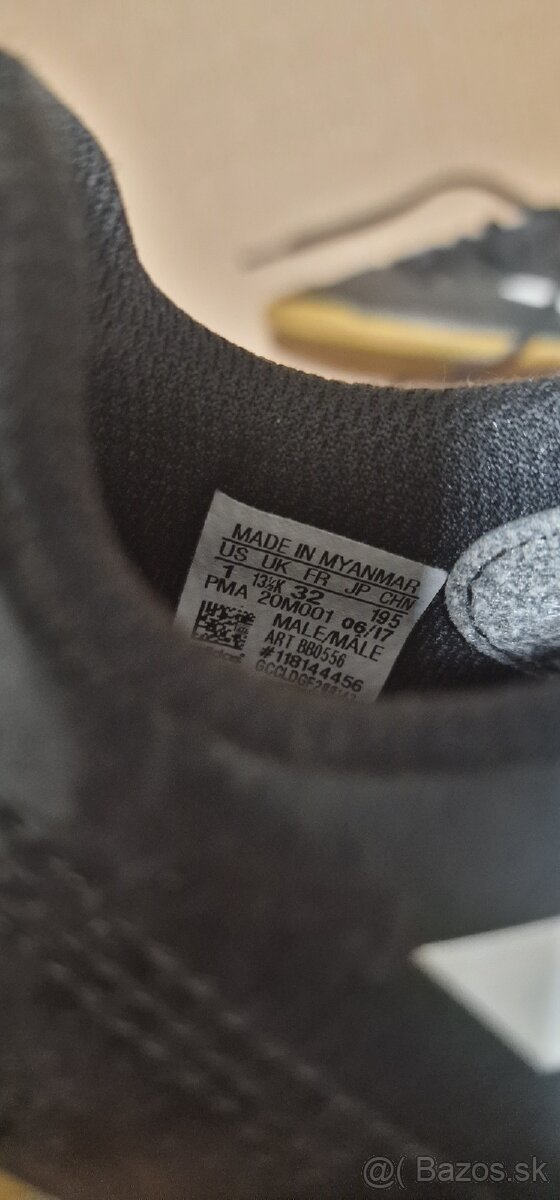 MADE IN MYANMAR
US UK FR JP CHN
1 13½K 32 195
PMA 20M001 06/17
MALE/MÂLE
ART BB0556
#118144456
@( Bazos.sk